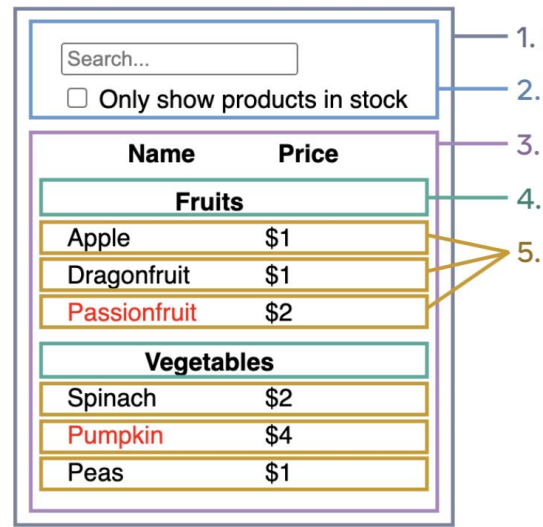 Search...
Only show products in stock
Name Price
Fruits
Apple $1
Dragonfruit $1
Passionfruit $2
Vegetables
Spinach $2
Pumpkin $4
Peas $1
1.
2.
3.
4.
5.